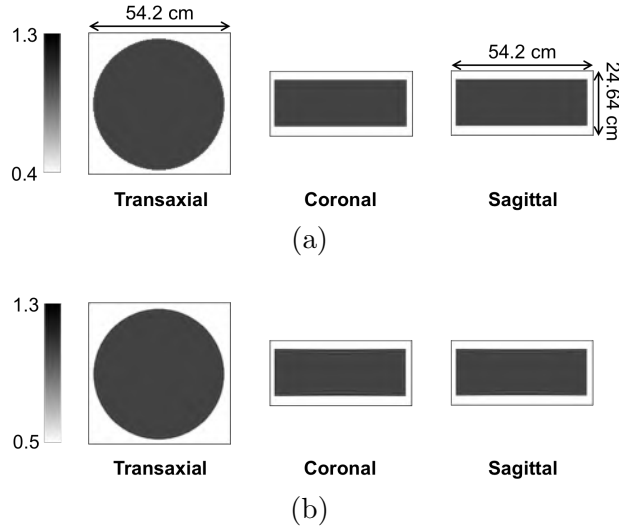 54.2 cm
1.3
0.4
54.2 cm
24.64 cm
Transaxial Coronal Sagittal
(a)
1.3
0.5
Transaxial Coronal Sagittal
(b)